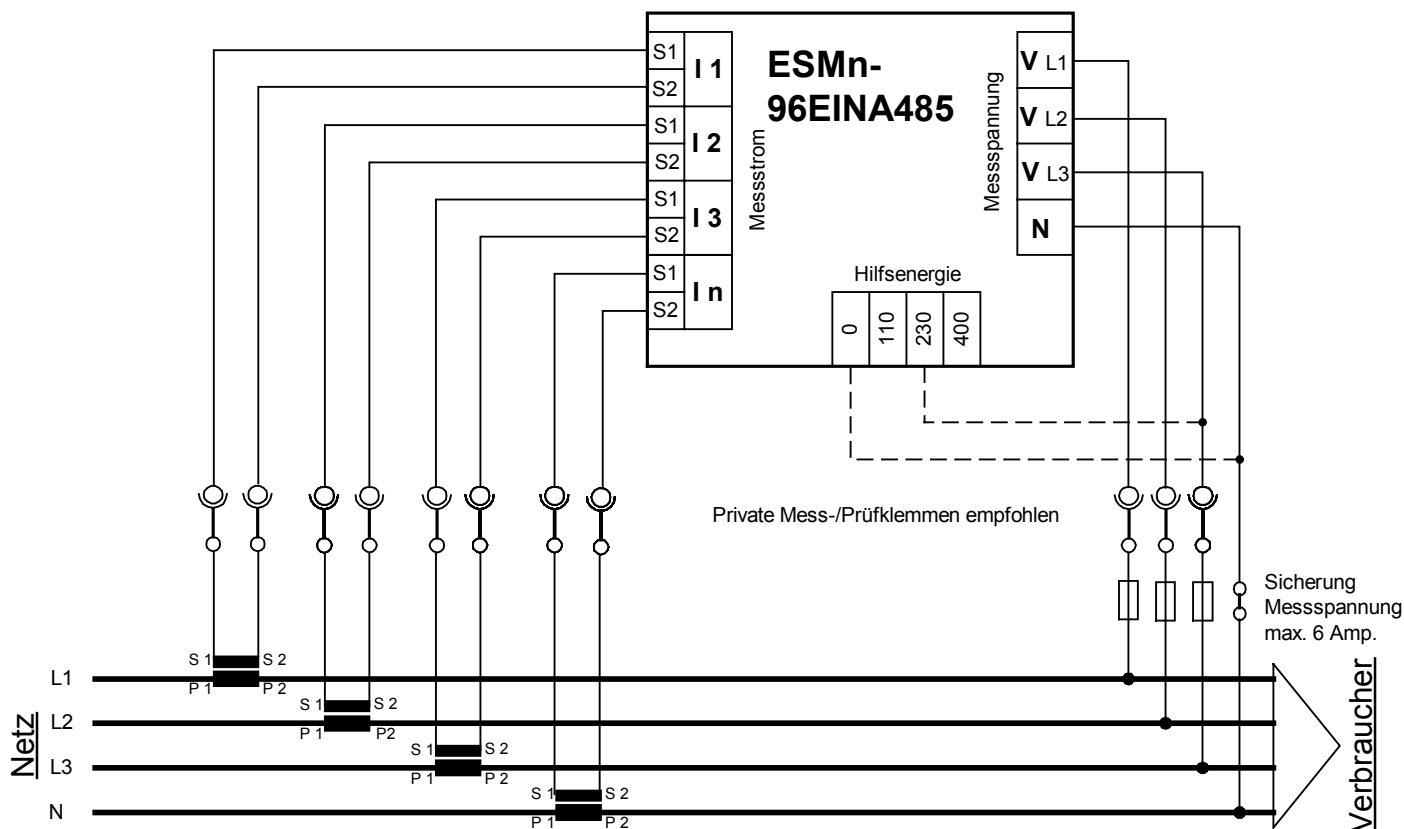 ESMn-
96EINA485
S1
S2
I 1
S1
S2
I 2
S1
S2
I 3
S1
S2
I n
Messstrom
Messspannung
V L1
V L2
V L3
N
Hilfsenergie
0
110
230
400
Private Mess-/Prüfklemmen empfohlen
Sicherung
Messspannung
max. 6 Amp.
Netz
L1
S 1
S 2
P 1
P 2
L2
S 1
S 2
P 1
P2
L3
S 1
S 2
P 1
P 2
N
S 1
S 2
P 1
P 2
Verbraucher